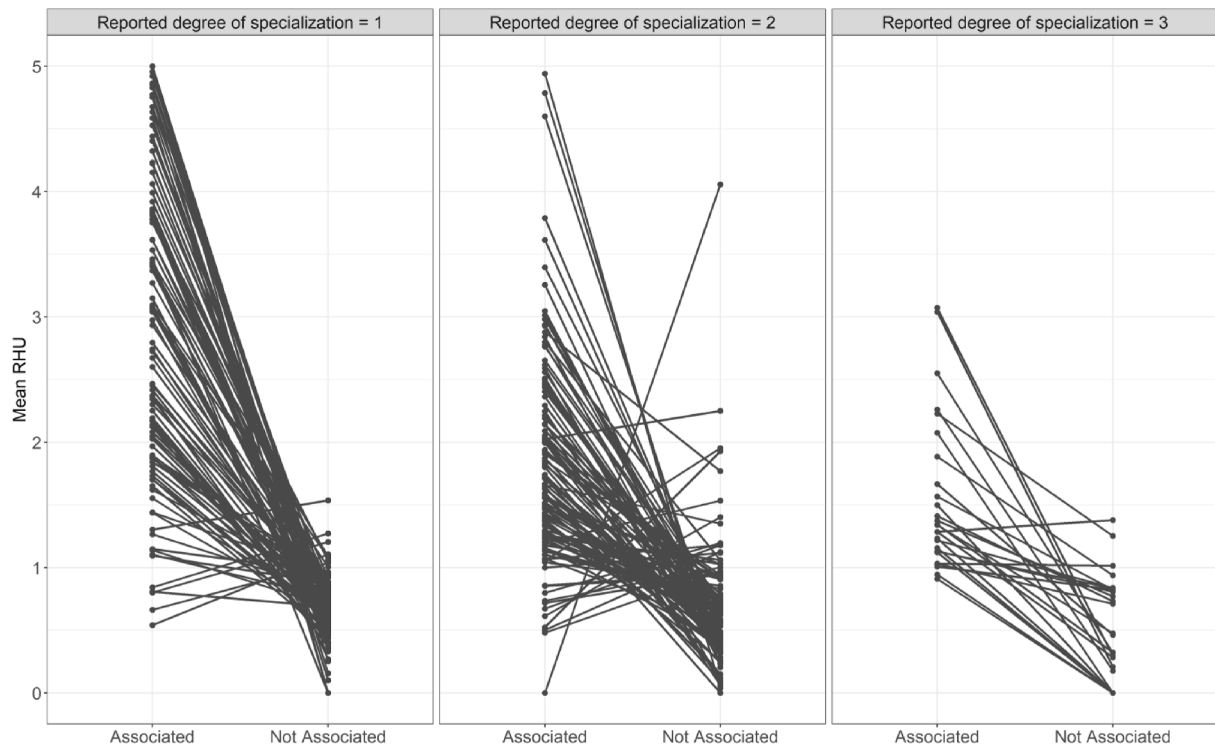 Reported degree of specialization = 1
Reported degree of specialization = 2
Reported degree of specialization = 3
5
4
3
2
1
0
Mean RHU
Associated
Not Associated
Associated
Not Associated
Associated
Not Associated